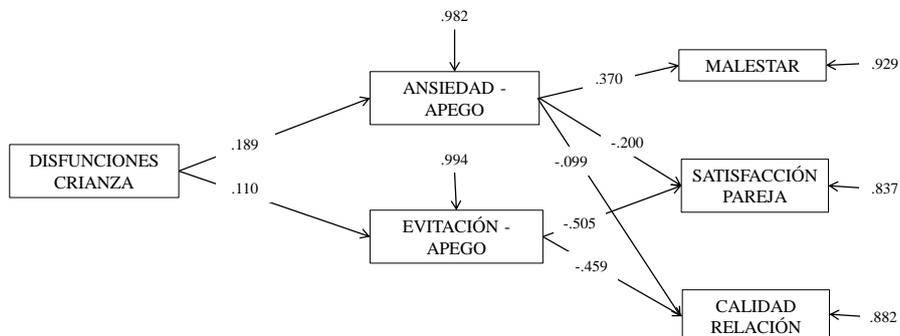 .982
ANSIEDAD -
APEGO
.370
MALESTAR
.929
.189
-.200
-.099
DISFUNCIONES
CRIANZA
.110
.994
SATISFACCIÓN
PAREJA
.837
EVITACIÓN -
APEGO
-.505
-.459
CALIDAD
RELACIÓN
.882